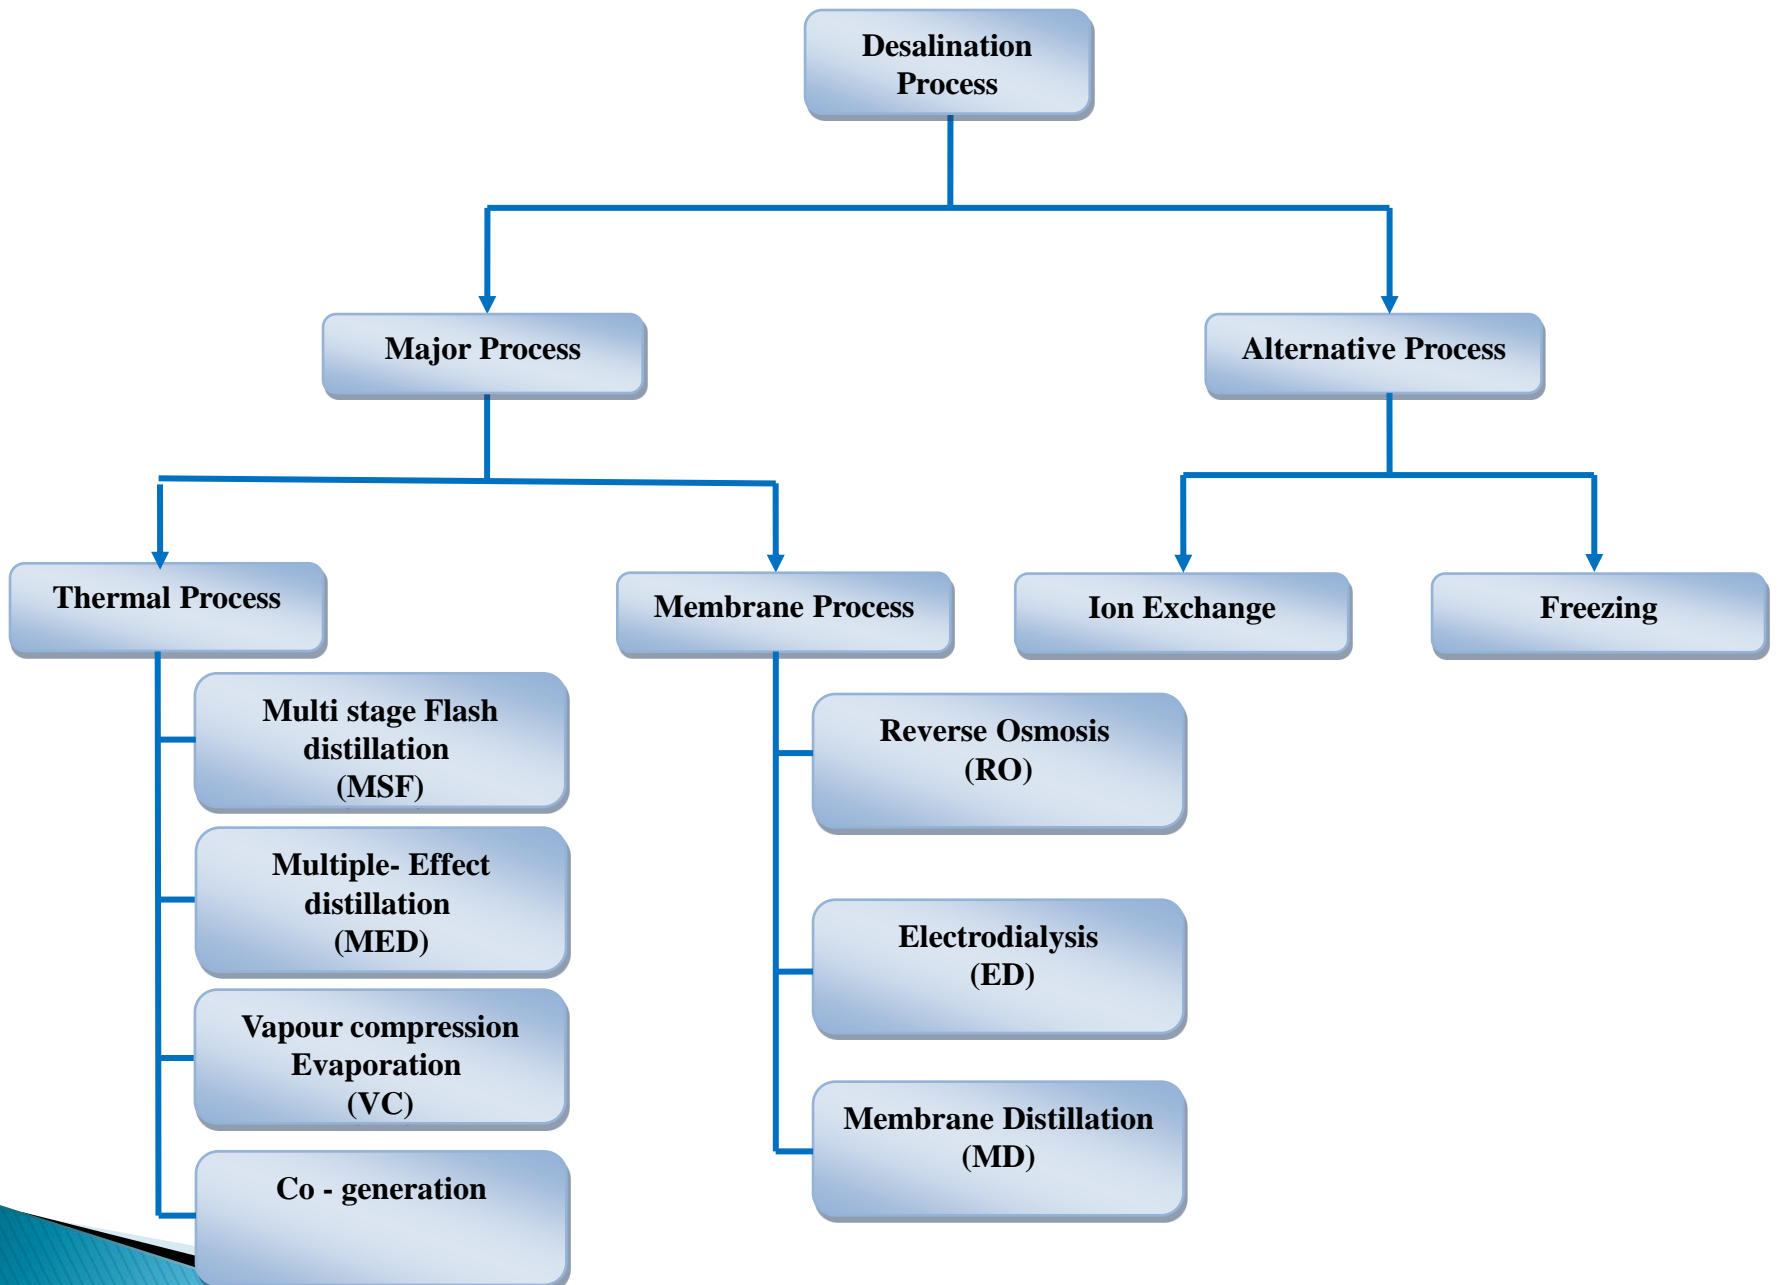 Desalination
Process
Major Process
Alternative Process
Thermal Process
Membrane Process
Ion Exchange
Freezing
Multi stage Flash
distillation
(MSF)
Multiple- Effect
distillation
(MED)
Vapour compression
Evaporation
(VC)
Co - generation
Reverse Osmosis
(RO)
Electrodialysis
(ED)
Membrane Distillation
(MD)